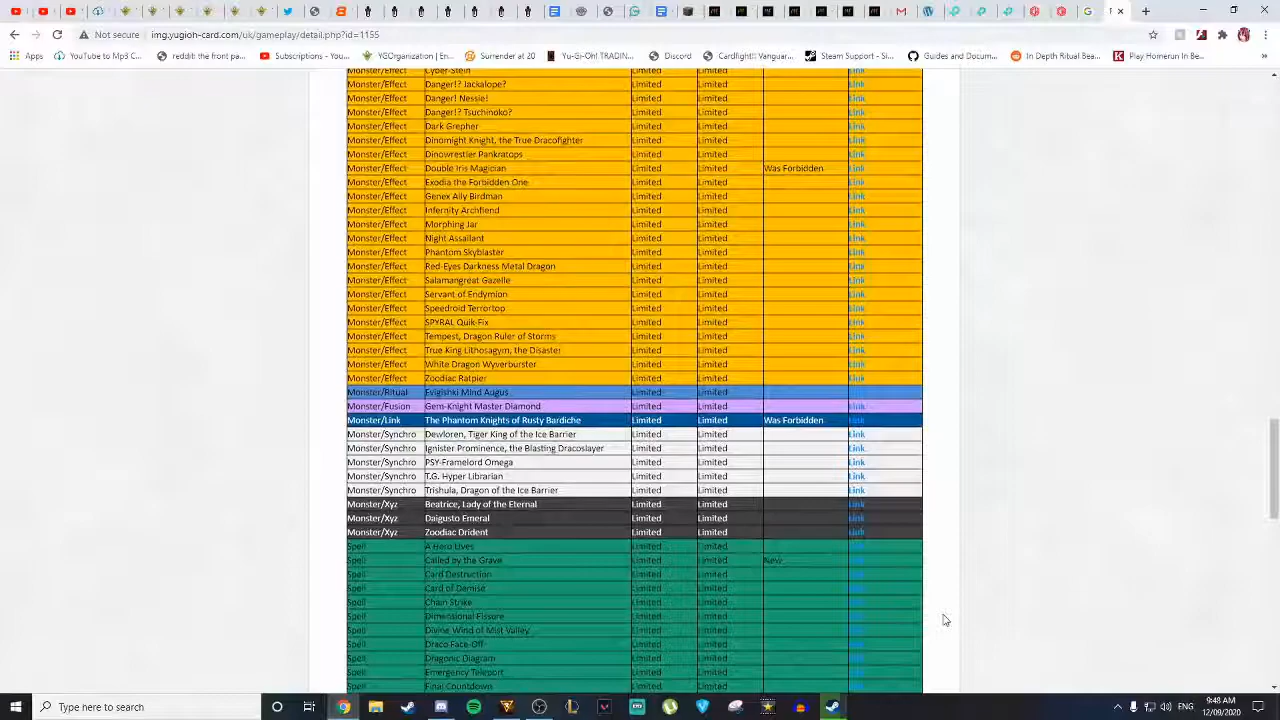 Not secure | img.yugioh-card.com/uk/gameplay/detail.php?id=1155
Apps reddit the front pa... Subscriptions - Yo... YGOrganization | E... Surrender at 20 Yu-Gi-Oh! TRADIN... Discord Cardfight!! Vanguar... Steam Support - Si... Guides and Docume... In Depth Ritual Bea... Play Homerun In Be...
Monster/Effect Cyber-Stein Limited Limited Link
Monster/Effect Danger!? Jackalope? Limited Limited Link
Monster/Effect Danger! Nessie! Limited Limited Link
Monster/Effect Danger!? Tsuchinoko? Limited Limited Link
Monster/Effect Dark Grepher Limited Limited Link
Monster/Effect Dinomight Knight, the True Dracofighter Limited Limited Link
Monster/Effect Dinowrestler Pankratops Limited Limited Link
Monster/Effect Double Iris Magician Limited Limited Was Forbidden Link
Monster/Effect Exodia the Forbidden One Limited Limited Link
Monster/Effect Genex Ally Birdman Limited Limited Link
Monster/Effect Infernity Archfiend Limited Limited Link
Monster/Effect Morphing Jar Limited Limited Link
Monster/Effect Night Assailant Limited Limited Link
Monster/Effect Phantom Skyblaster Limited Limited Link
Monster/Effect Red-Eyes Darkness Metal Dragon Limited Limited Link
Monster/Effect Salamangreat Gazelle Limited Limited Link
Monster/Effect Servant of Endymion Limited Limited Link
Monster/Effect Speedroid Terrortop Limited Limited Link
Monster/Effect SPYRAL Quik-Fix Limited Limited Link
Monster/Effect Tempest, Dragon Ruler of Storms Limited Limited Link
Monster/Effect True King Lithosagym, the Disaster Limited Limited Link
Monster/Effect White Dragon Wyverburster Limited Limited Link
Monster/Effect Zoodiac Ratpier Limited Limited Link
Monster/Ritual Evigishki Mind Augus Limited Limited Link
Monster/Fusion Gem-Knight Master Diamond Limited Limited Link
Monster/Link The Phantom Knights of Rusty Bardiche Limited Limited Was Forbidden Link
Monster/Synchro Dewloren, Tiger King of the Ice Barrier Limited Limited Link
Monster/Synchro Ignister Prominence, the Blasting Dracoslayer Limited Limited Link
Monster/Synchro PSY-Framelord Omega Limited Limited Link
Monster/Synchro T.G. Hyper Librarian Limited Limited Link
Monster/Synchro Trishula, Dragon of the Ice Barrier Limited Limited Link
Monster/Xyz Beatrice, Lady of the Eternal Limited Limited Link
Monster/Xyz Daigusto Emeral Limited Limited Link
Monster/Xyz Zoodiac Drident Limited Limited Link
Spell A Hero Lives Limited Limited
Spell Called by the Grave Limited Limited New
Spell Card Destruction Limited Limited
Spell Card of Demise Limited Limited
Spell Chain Strike Limited Limited
Spell Dimensional Fissure Limited Limited
Spell Divine Wind of Mist Valley Limited Limited
Spell Draco Face-Off Limited Limited
Spell Dragonic Diagram Limited Limited
Spell Emergency Teleport Limited Limited
Spell Final Countdown Limited Limited
Type here to search
ENG
9:48 AM
12/09/2020